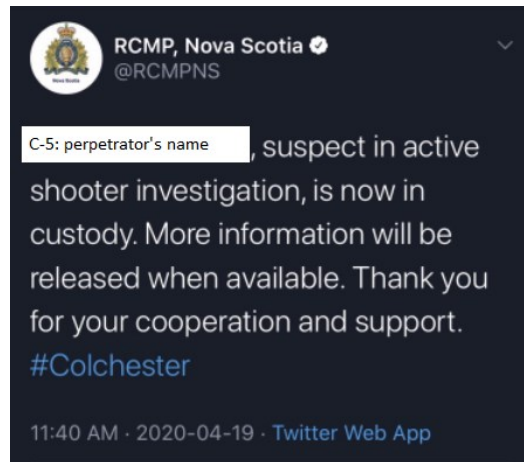 RCMP, Nova Scotia
@RCMPNS
C-5: perpetrator's name , suspect in active
shooter investigation, is now in
custody. More information will be
released when available. Thank you
for your cooperation and support.
#Colchester
11:40 AM · 2020-04-19 · Twitter Web App